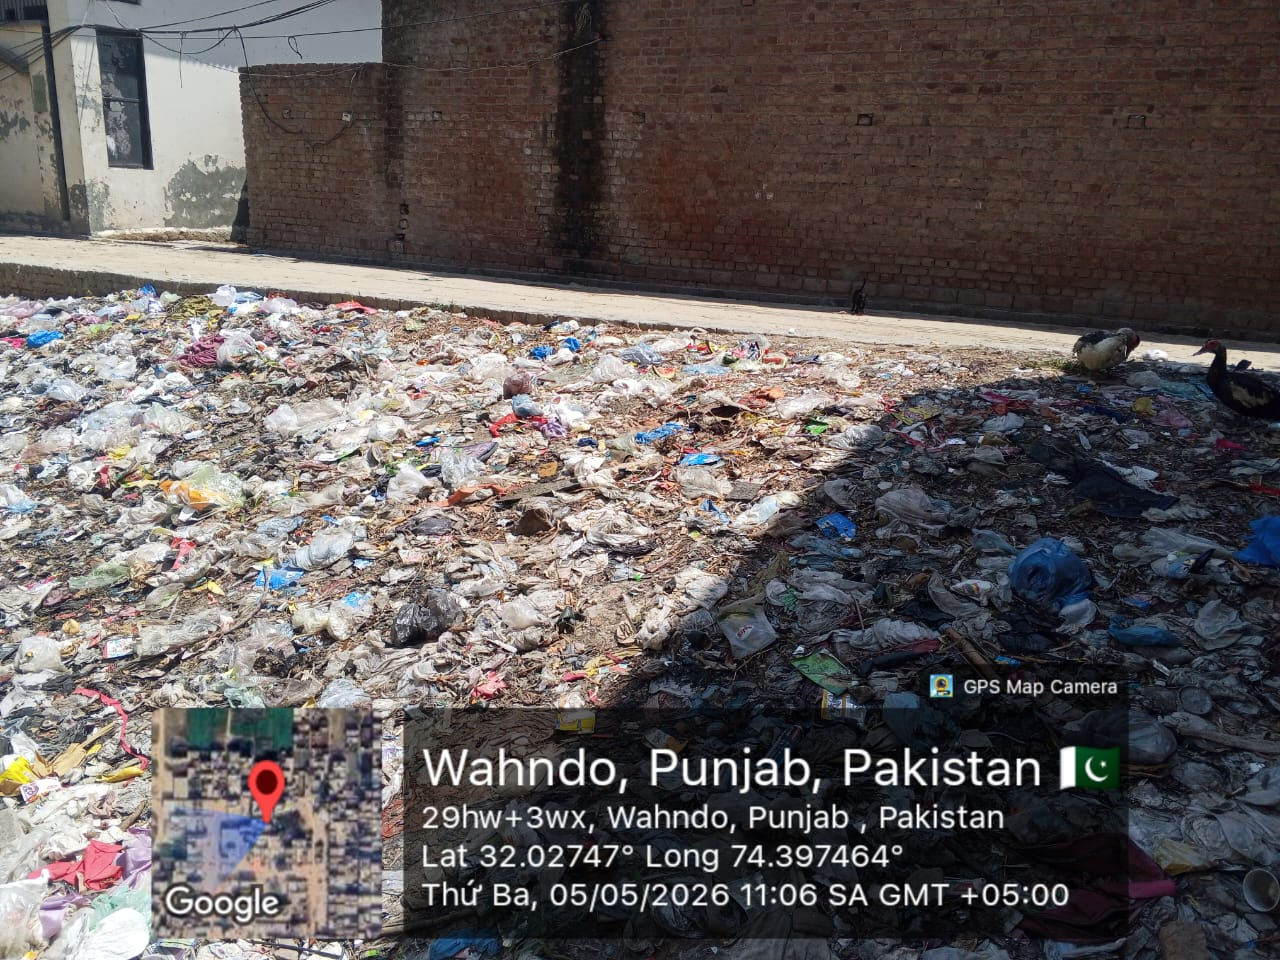 GPS Map Camera
Wahndo, Punjab, Pakistan 🇵🇰
29hw+3wx, Wahndo, Punjab , Pakistan
Lat 32.02747° Long 74.397464°
Thứ Ba, 05/05/2026 11:06 SA GMT +05:00
Google